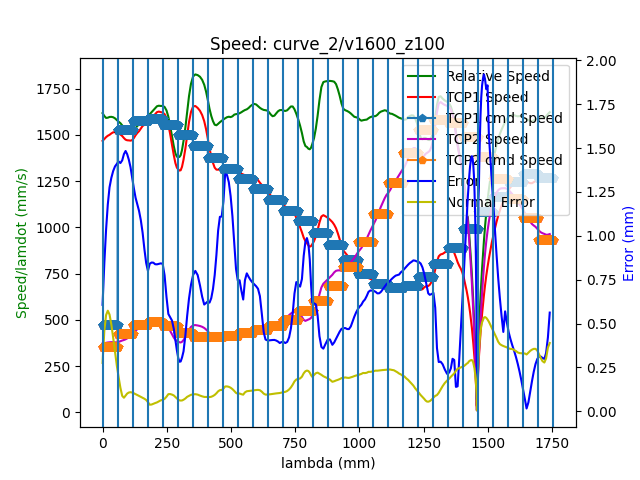 Speed: curve_2/v1600_z100
Relative Speed
TCP1 Speed
TCP1 cmd Speed
TCP2 Speed
TCP2 cmd Speed
Error
Normal Error
Speed/lamdot (mm/s)
1750
1500
1250
1000
750
500
250
0
2.00
1.75
1.50
1.25
1.00
0.75
0.50
0.25
0.00
Error (mm)
0 250 500 750 1000 1250 1500 1750
lambda (mm)